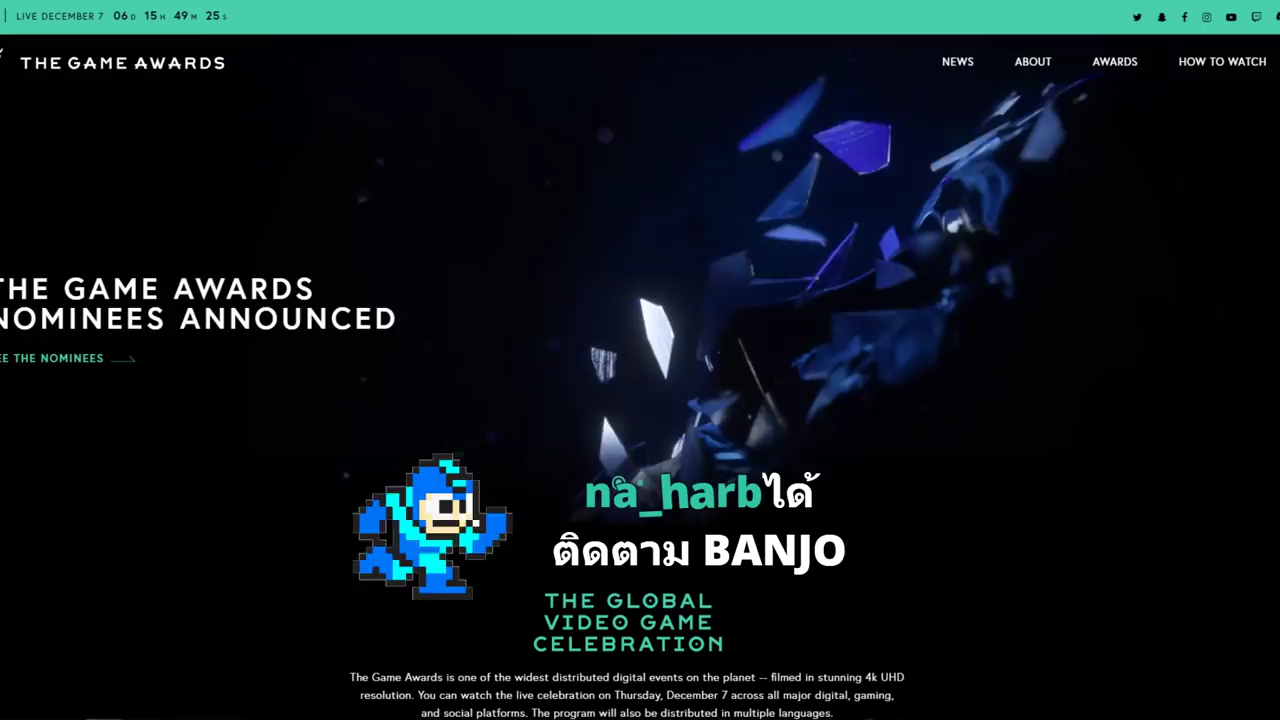 LIVE DECEMBER 7 06 D 15 H 49 M 25 S
THE GAME AWARDS
NEWS ABOUT AWARDS HOW TO WATCH
THE GAME AWARDS
NOMINEES ANNOUNCED
EE THE NOMINEES
na_harbได้
ติดตาม BANJO
THE GLOBAL
VIDEO GAME
CELEBRATION
The Game Awards is one of the widest distributed digital events on the planet -- filmed in stunning 4k UHD
resolution. You can watch the live celebration on Thursday, December 7 across all major digital, gaming,
and social platforms. The program will also be distributed in multiple languages.